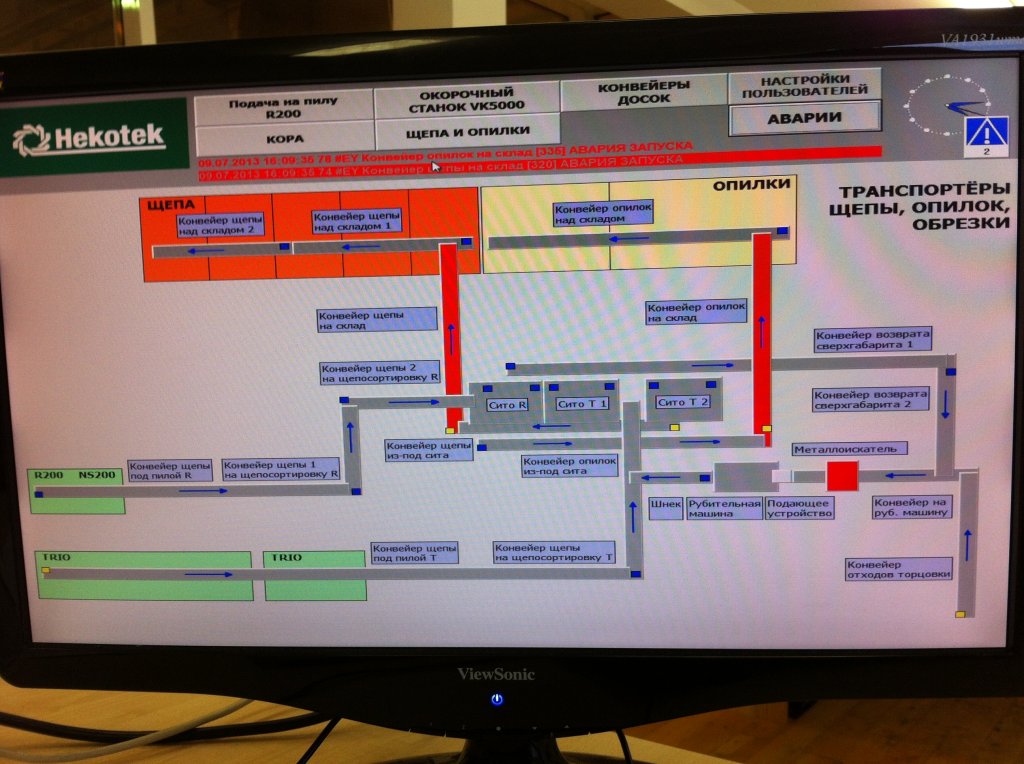 VA1931wma
Hekotek
Подача на пилу
R200
ОКОРОЧНЫЙ
СТАНОК VK5000
КОНВЕЙЕРЫ
ДОСОК
НАСТРОЙКИ
ПОЛЬЗОВАТЕЛЕЙ
КОРА
ЩЕПА И ОПИЛКИ
АВАРИИ
2
09.07.2013 16:09:35 78 #EY Конвейер опилок на склад [335] АВАРИЯ ЗАПУСКА
09.07.2013 16:09:35 74 #EY Конвейер щепы на склад [320] АВАРИЯ ЗАПУСКА
ТРАНСПОРТЁРЫ
ЩЕПЫ, ОПИЛОК,
ОБРЕЗКИ
ЩЕПА
Конвейер щепы
над складом 2
Конвейер щепы
над складом 1
ОПИЛКИ
Конвейер опилок
над складом
Конвейер щепы
на склад
Конвейер опилок
на склад
Конвейер возврата
сверхгабарита 1
Конвейер щепы 2
на щепосортировку R
Сито R
Сито T 1
Сито T 2
Конвейер возврата
сверхгабарита 2
Конвейер щепы
из-под сита
Конвейер опилок
из-под сита
Металлоискатель
R200 NS200
Конвейер щепы
под пилой R
Конвейер щепы 1
на щепосортировку R
Шнек
Рубительная
машина
Подающее
устройство
Конвейер на
руб. машину
TRIO
TRIO
Конвейер щепы
под пилой T
Конвейер щепы
на щепосортировку T
Конвейер
отходов торцовки
ViewSonic